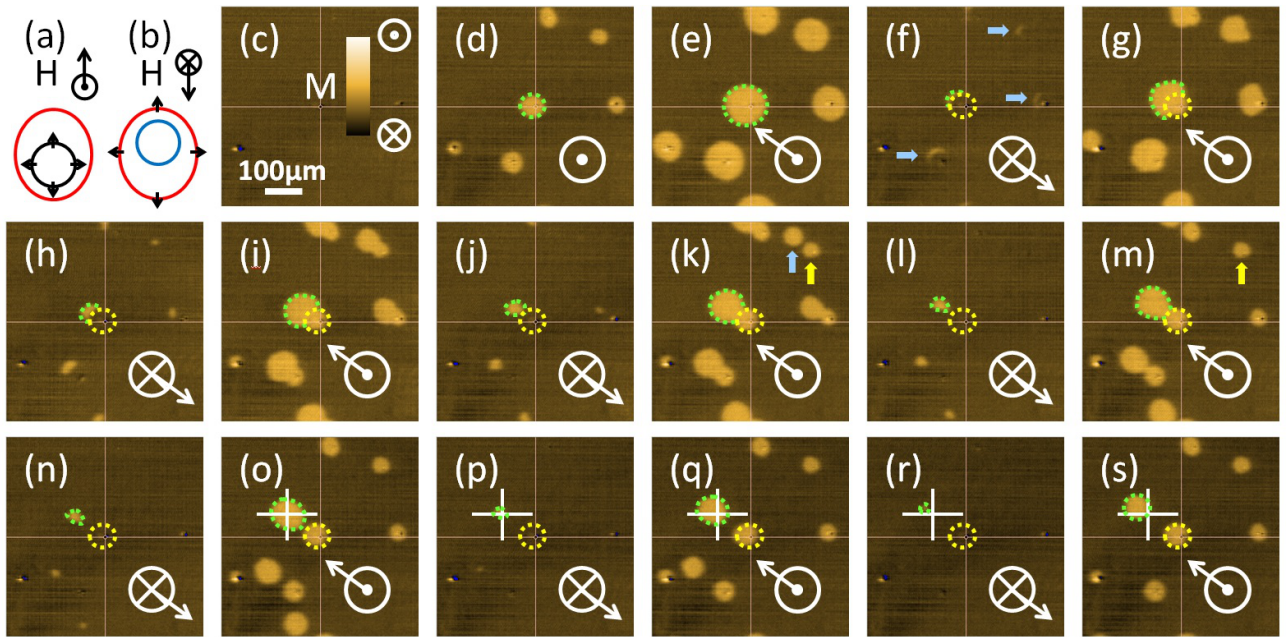 (a) (b) (c) (d) (e) (f) (g)
H H M
100µm
(h) (i) (j) (k) (l) (m)
(n) (o) (p) (q) (r) (s)